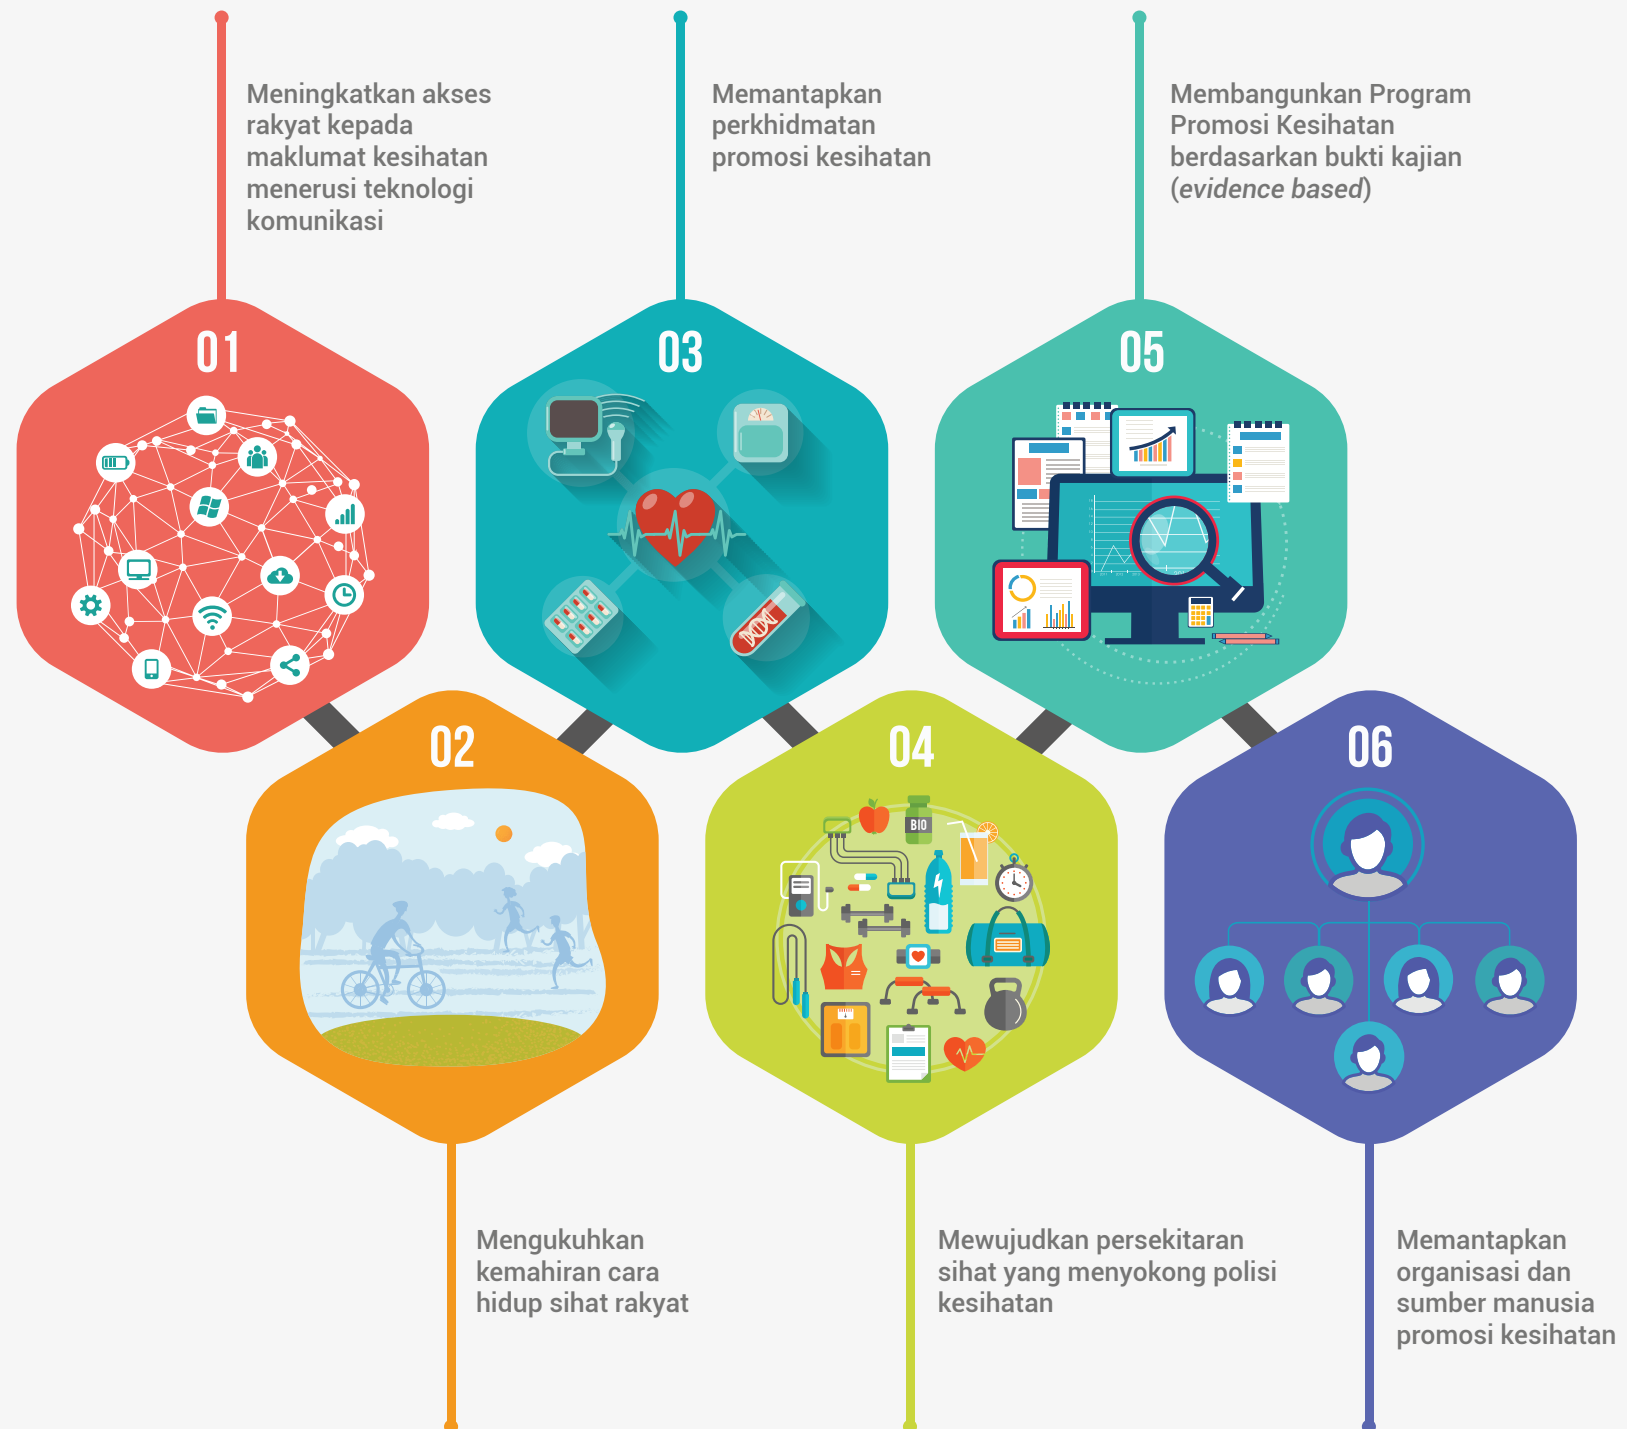 Meningkatkan akses
rakyat kepada
maklumat kesihatan
menerusi teknologi
komunikasi
Memantapkan
perkhidmatan
promosi kesihatan
Membangunkan Program
Promosi Kesihatan
berdasarkan bukti kajian
(evidence based)
01
03
05
02
04
06
BIO
Mengukuhkan
kemahiran cara
hidup sihat rakyat
Mewujudkan persekitaran
sihat yang menyokong polisi
kesihatan
Memantapkan
organisasi dan
sumber manusia
promosi kesihatan